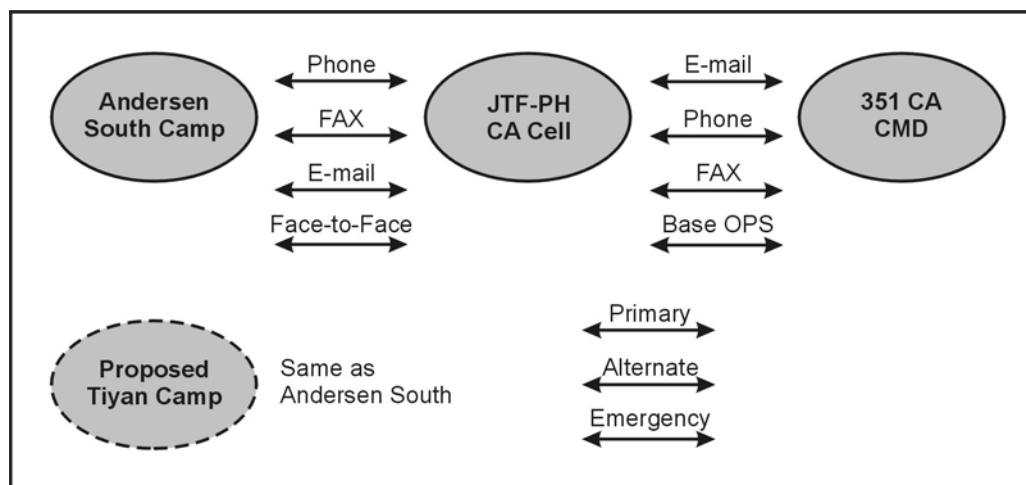 Andersen
South Camp
Phone
FAX
E-mail
Face-to-Face
JTF-PH
CA Cell
E-mail
Phone
FAX
Base OPS
351 CA
CMD
Proposed
Tiyan Camp
Same as
Andersen South
Primary
Alternate
Emergency